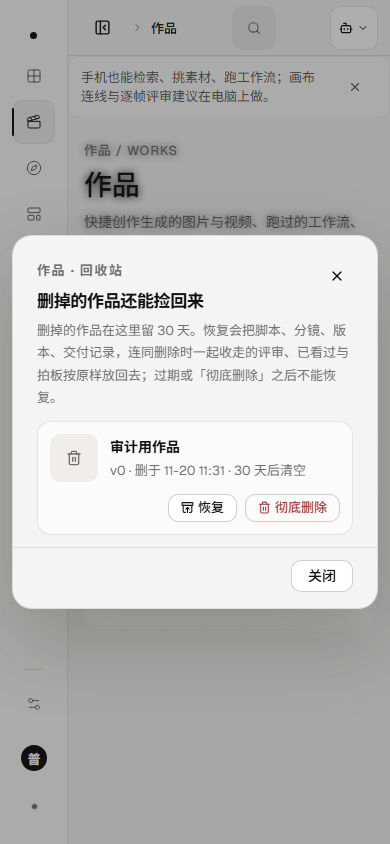 作品
手机也能检索、挑素材、跑工作流；画布
连线与逐帧评审建议在电脑上做。
作品 / WORKS
作品
快捷创作生成的图片与视频、跑过的工作流、
作品 · 回收站
删掉的作品还能捡回来
删掉的作品在这里留 30 天。恢复会把脚本、分镜、版
本、交付记录，连同删除时一起收走的评审、已看过与
拍板按原样放回去；过期或「彻底删除」之后不能恢
复。
审计用作品
v0 · 删于 11-20 11:31 · 30 天后清空
恢复 彻底删除
关闭
普